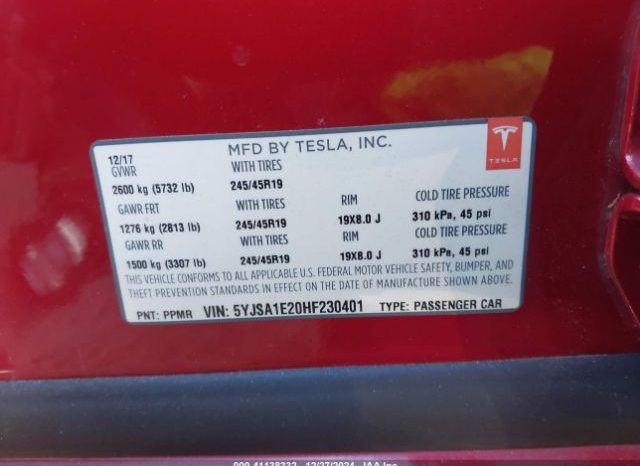 12/17 MFD BY TESLA, INC.
TESLA
GVWR WITH TIRES
2600 kg (5732 lb) 245/45R19
GAWR FRT WITH TIRES RIM COLD TIRE PRESSURE
1276 kg (2813 lb) 245/45R19 19X8.0 J 310 kPa, 45 psi
GAWR RR WITH TIRES RIM COLD TIRE PRESSURE
1500 kg (3307 lb) 245/45R19 19X8.0 J 310 kPa, 45 psi
THIS VEHICLE CONFORMS TO ALL APPLICABLE U.S. FEDERAL MOTOR VEHICLE SAFETY, BUMPER, AND
THEFT PREVENTION STANDARDS IN EFFECT ON THE DATE OF MANUFACTURE SHOWN ABOVE.
PNT: PPMR VIN: 5YJSA1E20HF230401 TYPE: PASSENGER CAR